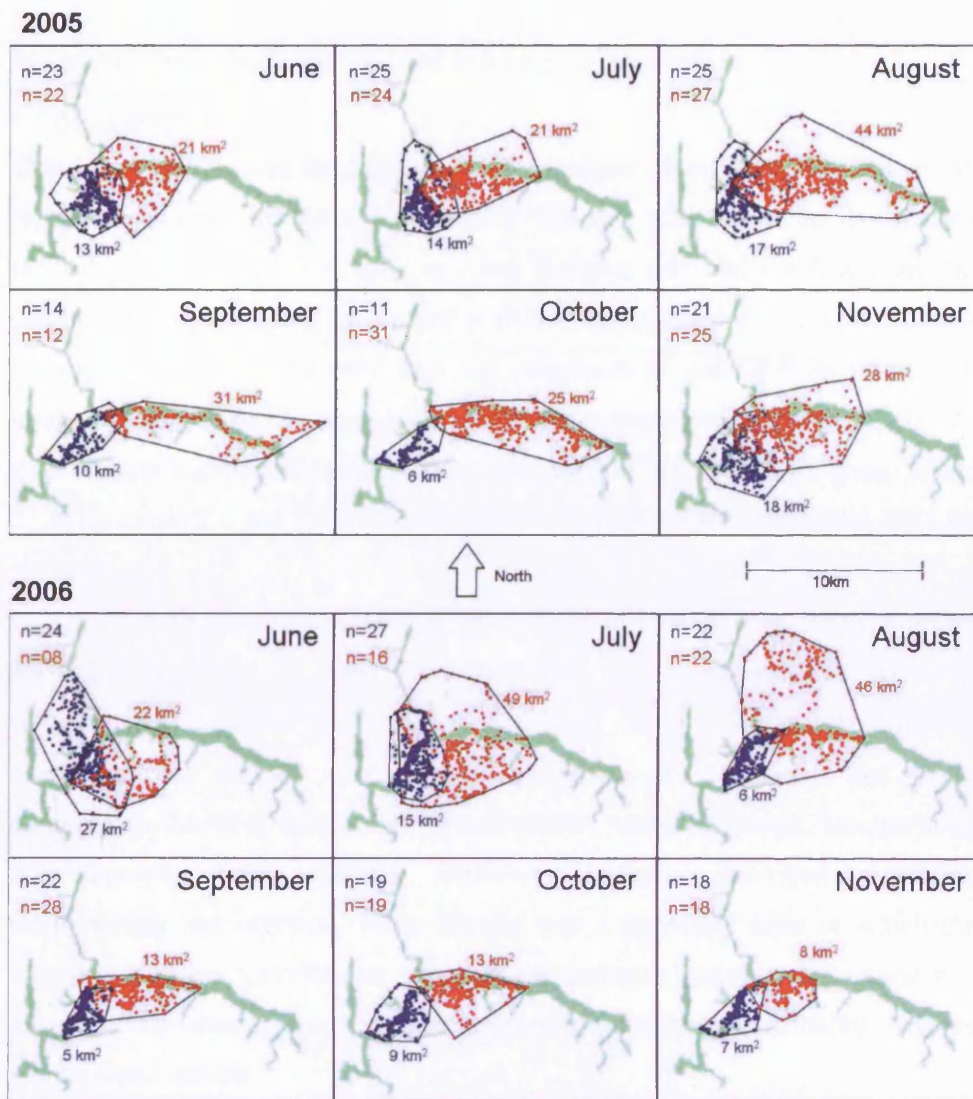 2005
n=23
n=22
June
21 km²
13 km²
n=25
n=24
July
21 km²
14 km²
n=25
n=27
August
44 km²
17 km²
n=14
n=12
September
31 km²
10 km²
n=11
n=31
October
25 km²
6 km²
n=21
n=25
November
28 km²
18 km²
North
10km
2006
n=24
n=08
June
22 km²
27 km²
n=27
n=16
July
49 km²
15 km²
n=22
n=22
August
46 km²
6 km²
n=22
n=28
September
13 km²
5 km²
n=19
n=19
October
13 km²
9 km²
n=18
n=18
November
8 km²
7 km²